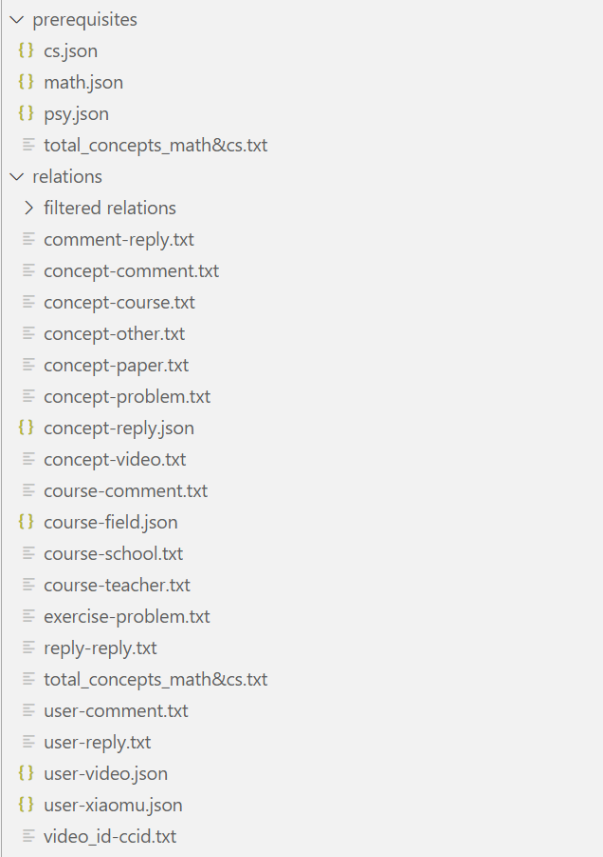 prerequisites
cs.json
math.json
psy.json
total_concepts_math&cs.txt
relations
filtered relations
comment-reply.txt
concept-comment.txt
concept-course.txt
concept-other.txt
concept-paper.txt
concept-problem.txt
concept-reply.json
concept-video.txt
course-comment.txt
course-field.json
course-school.txt
course-teacher.txt
exercise-problem.txt
reply-reply.txt
total_concepts_math&cs.txt
user-comment.txt
user-reply.txt
user-video.json
user-xiaomu.json
video_id-ccid.txt